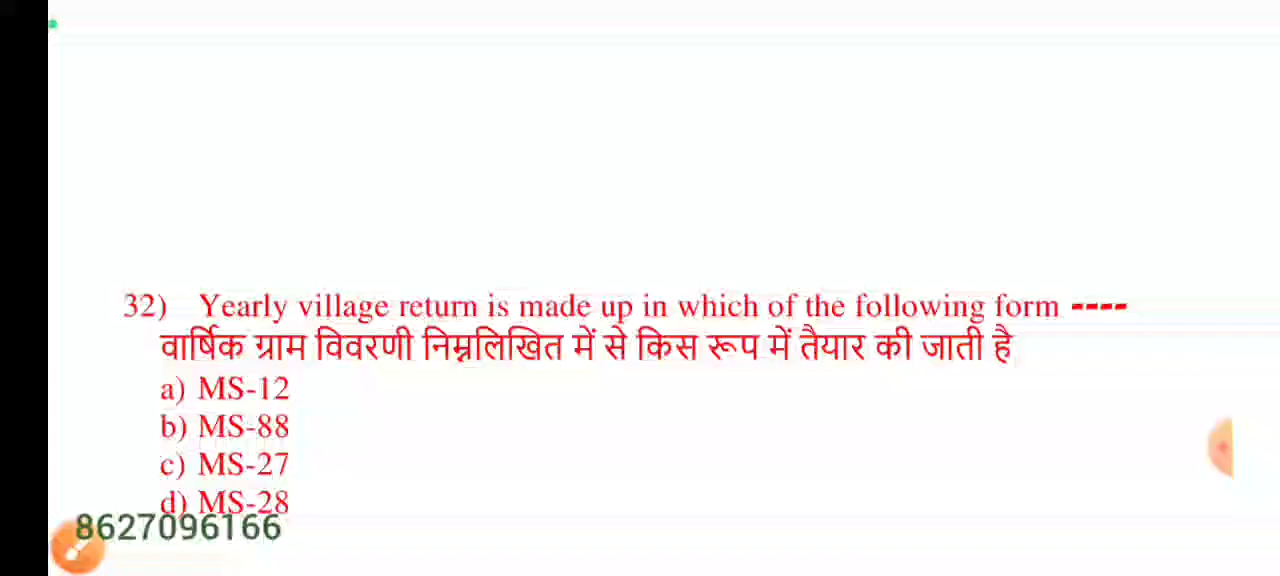 32) Yearly village return is made up in which of the following form ----
वार्षिक ग्राम विवरणी निम्नलिखित में से किस रूप में तैयार की जाती है
a) MS-12
b) MS-88
c) MS-27
d) MS-28
8627096166